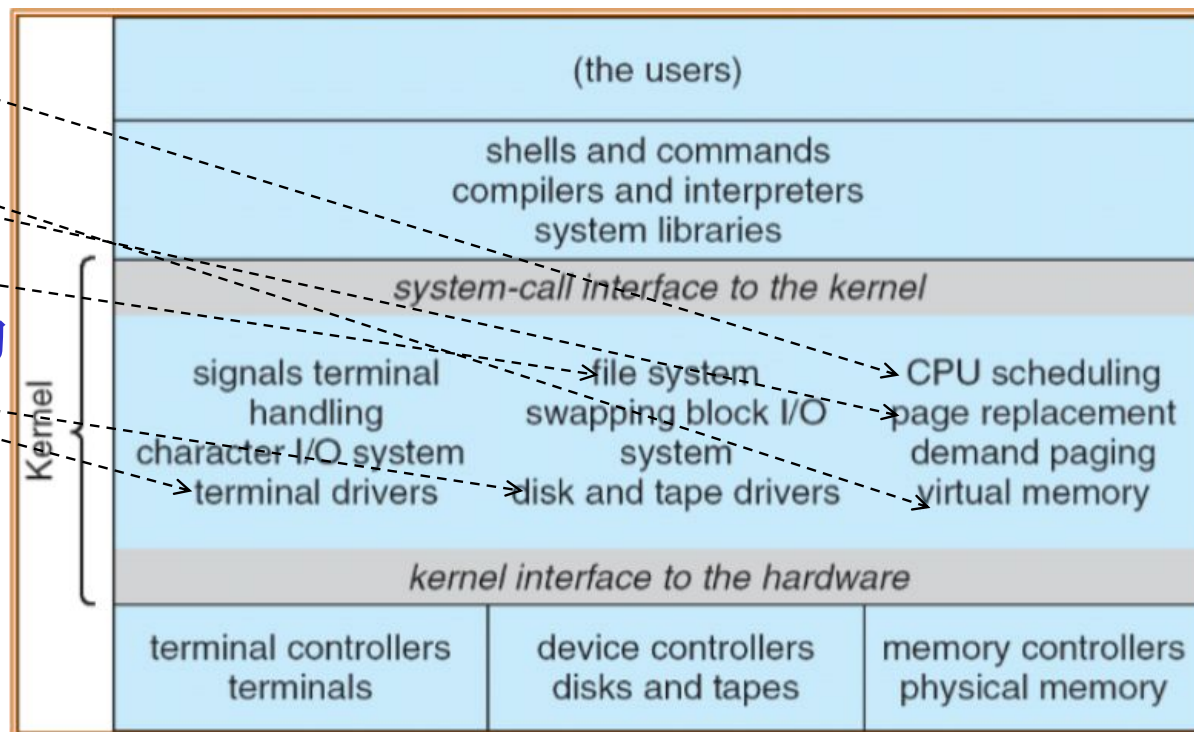 (the users)
shells and commands
compilers and interpreters
system libraries
system-call interface to the kernel
Kernel
signals terminal
handling
character I/O system
terminal drivers
file system
swapping block I/O
system
disk and tape drivers
CPU scheduling
page replacement
demand paging
virtual memory
kernel interface to the hardware
terminal controllers
terminals
device controllers
disks and tapes
memory controllers
physical memory